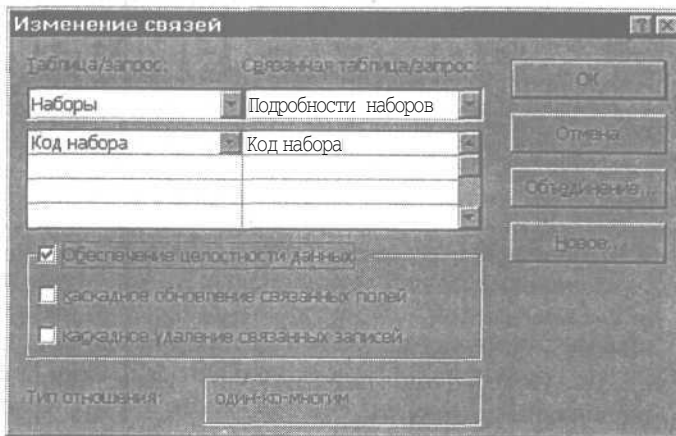 Изменение связей
Таблица/запрос: Связанная таблица/запрос:
Наборы Подробности наборов
Код набора Код набора
ОК
Отмена
Объединение...
Новое...
Обеспечение целостности данных
каскадное обновление связанных полей
каскадное удаление связанных записей
Тип отношения: один-ко-многим